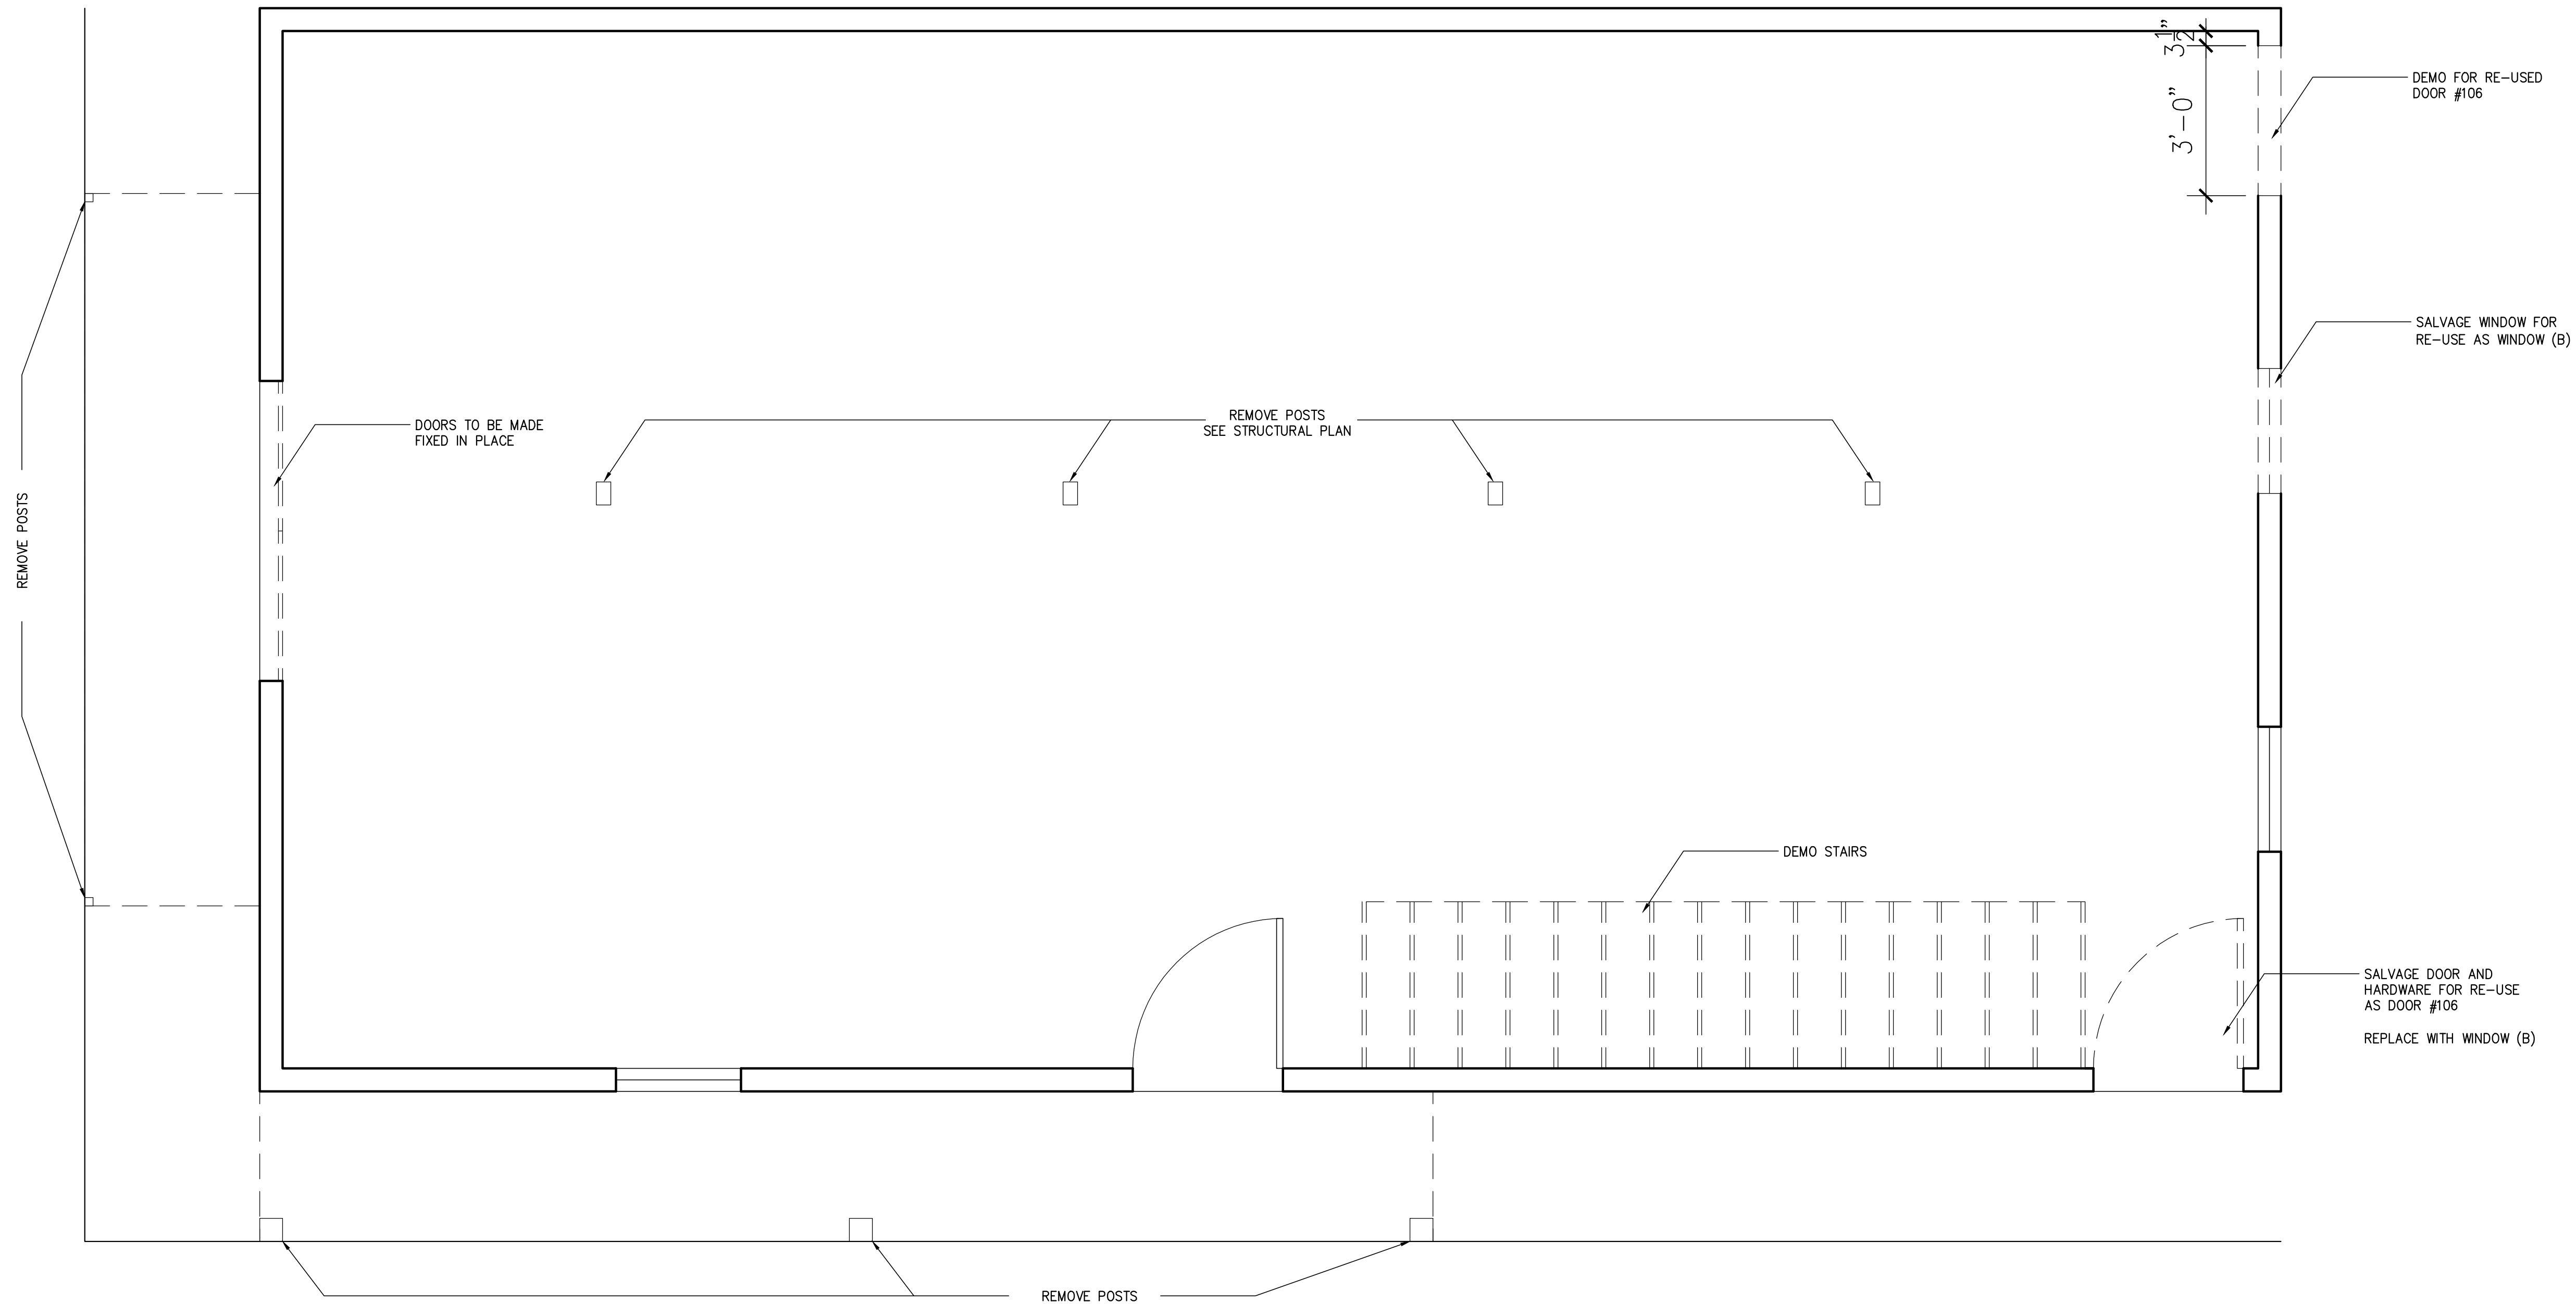 3 1/2"
3'-0"
DEMO FOR RE-USED
DOOR #106
SALVAGE WINDOW FOR
RE-USE AS WINDOW (B)
DOORS TO BE MADE
FIXED IN PLACE
REMOVE POSTS
SEE STRUCTURAL PLAN
REMOVE POSTS
DEMO STAIRS
SALVAGE DOOR AND
HARDWARE FOR RE-USE
AS DOOR #106
REPLACE WITH WINDOW (B)
REMOVE POSTS